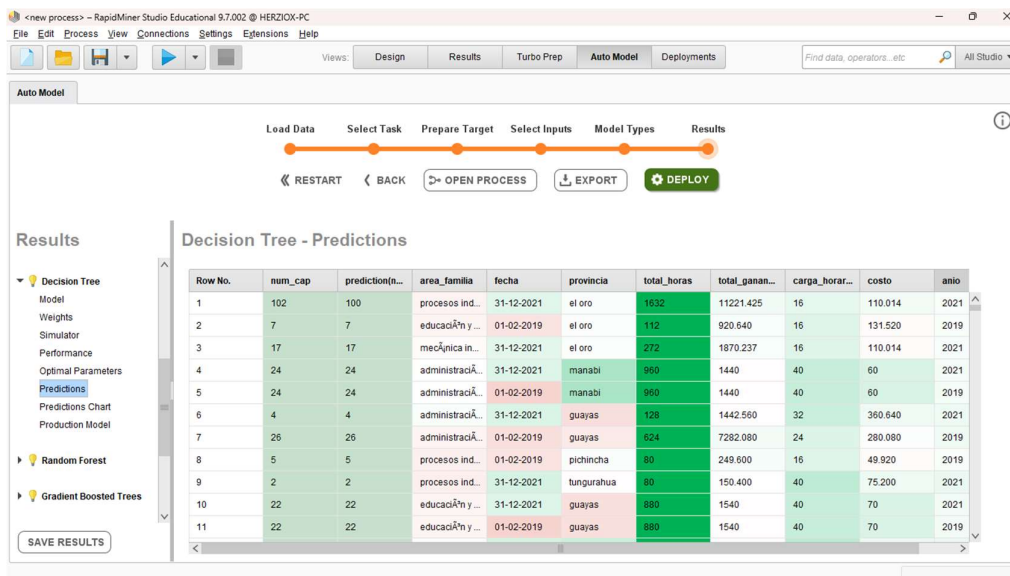 <new process> – RapidMiner Studio Educational 9.7.002 @ HERZIOX-PC
File Edit Process View Connections Settings Extensions Help
Views: Design Results Turbo Prep Auto Model Deployments Find data, operators...etc All Studio
Auto Model
Load Data Select Task Prepare Target Select Inputs Model Types Results
RESTART BACK OPEN PROCESS EXPORT DEPLOY
Results
Decision Tree
Model
Weights
Simulator
Performance
Optimal Parameters
Predictions
Predictions Chart
Production Model
Random Forest
Gradient Boosted Trees
SAVE RESULTS
Decision Tree - Predictions
Row No. num_cap prediction(n... area_familia fecha provincia total_horas total_ganan... carga_horar... costo anio
1 102 100 procesos ind... 31-12-2021 el oro 1632 11221.425 16 110.014 2021
2 7 7 educaciÃ³n y ... 01-02-2019 el oro 112 920.640 16 131.520 2019
3 17 17 mecÃ¡nica in... 31-12-2021 el oro 272 1870.237 16 110.014 2021
4 24 24 administraciÃ... 31-12-2021 manabi 960 1440 40 60 2021
5 24 24 administraciÃ... 01-02-2019 manabi 960 1440 40 60 2019
6 4 4 administraciÃ... 31-12-2021 guayas 128 1442.560 32 360.640 2021
7 26 26 administraciÃ... 01-02-2019 guayas 624 7282.080 24 280.080 2019
8 5 5 procesos ind... 01-02-2019 pichincha 80 249.600 16 49.920 2019
9 2 2 procesos ind... 31-12-2021 tungurahua 80 150.400 40 75.200 2021
10 22 22 educaciÃ³n y ... 31-12-2021 guayas 880 1540 40 70 2021
11 22 22 educaciÃ³n y ... 01-02-2019 guayas 880 1540 40 70 2019